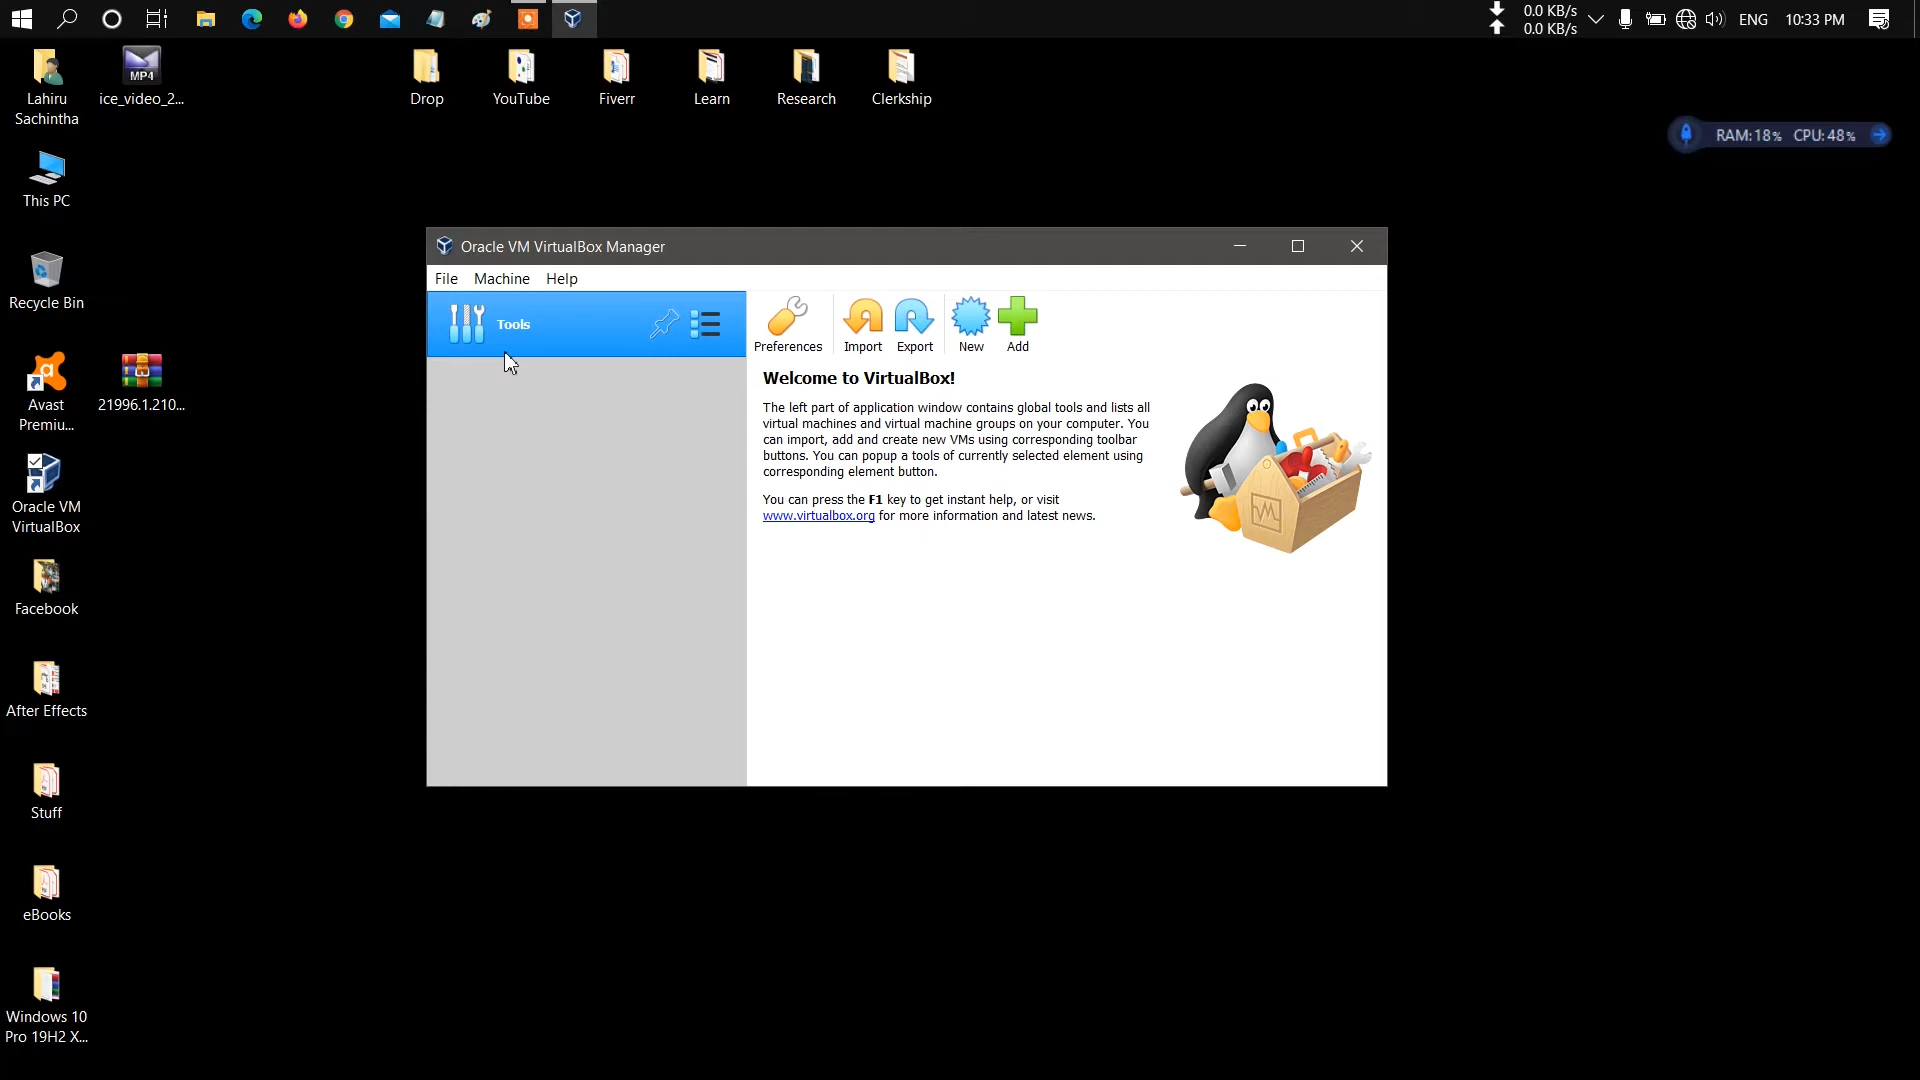 0.0 KB/s
0.0 KB/s
ENG
10:33 PM
Lahiru
Sachintha
MP4
ice_video_2...
Drop
YouTube
Fiverr
Learn
Research
Clerkship
RAM:18% CPU:48%
This PC
Recycle Bin
Avast
Premiu...
21996.1.210...
Oracle VM
VirtualBox
Facebook
After Effects
Stuff
eBooks
Windows 10
Pro 19H2 X...
Oracle VM VirtualBox Manager
File Machine Help
Tools
Preferences
Import
Export
New
Add
Welcome to VirtualBox!
The left part of application window contains global tools and lists all
virtual machines and virtual machine groups on your computer. You
can import, add and create new VMs using corresponding toolbar
buttons. You can popup a tools of currently selected element using
corresponding element button.
You can press the F1 key to get instant help, or visit
www.virtualbox.org for more information and latest news.